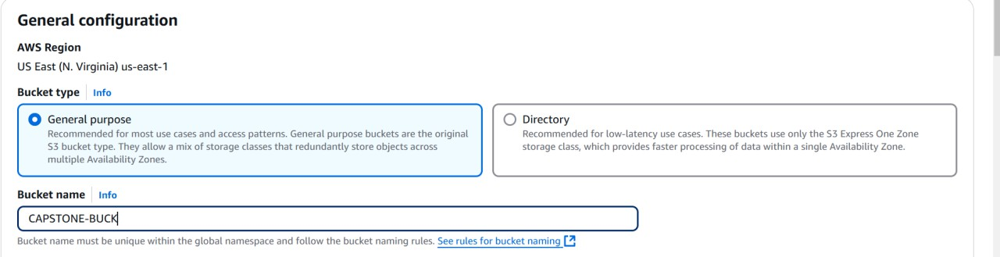 General configuration
AWS Region
US East (N. Virginia) us-east-1
Bucket type Info
General purpose
Recommended for most use cases and access patterns. General purpose buckets are the original
S3 bucket type. They allow a mix of storage classes that redundantly store objects across
multiple Availability Zones.
Directory
Recommended for low-latency use cases. These buckets use only the S3 Express One Zone
storage class, which provides faster processing of data within a single Availability Zone.
Bucket name Info
CAPSTONE-BUCK
Bucket name must be unique within the global namespace and follow the bucket naming rules. See rules for bucket naming